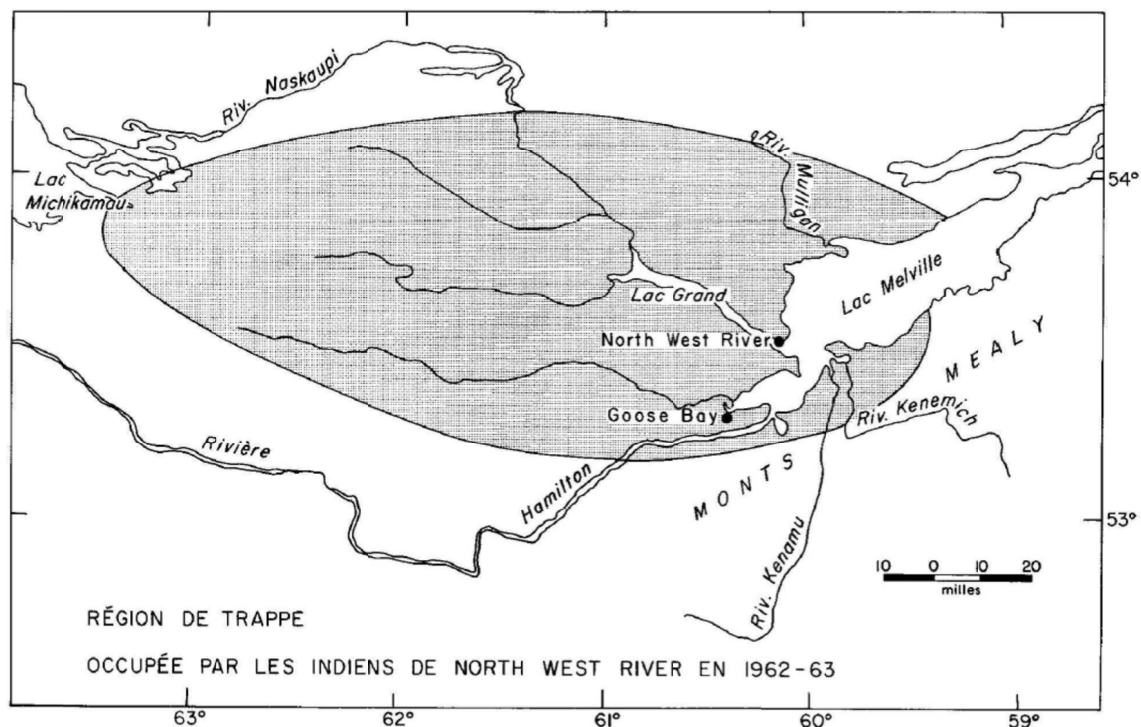 Riv. Naskaupi
Lac
Michikamau
Riv. Mulligan
54°
Lac Melville
Lac Grand
North West River
MONTS MEALY
Riv. Kenemich
Goose Bay
Rivière Hamilton
53°
Riv. Kenamu
10 0 10 20
milles
RÉGION DE TRAPPE
OCCUPÉE PAR LES INDIENS DE NORTH WEST RIVER EN 1962-63
63° 62° 61° 60° 59°